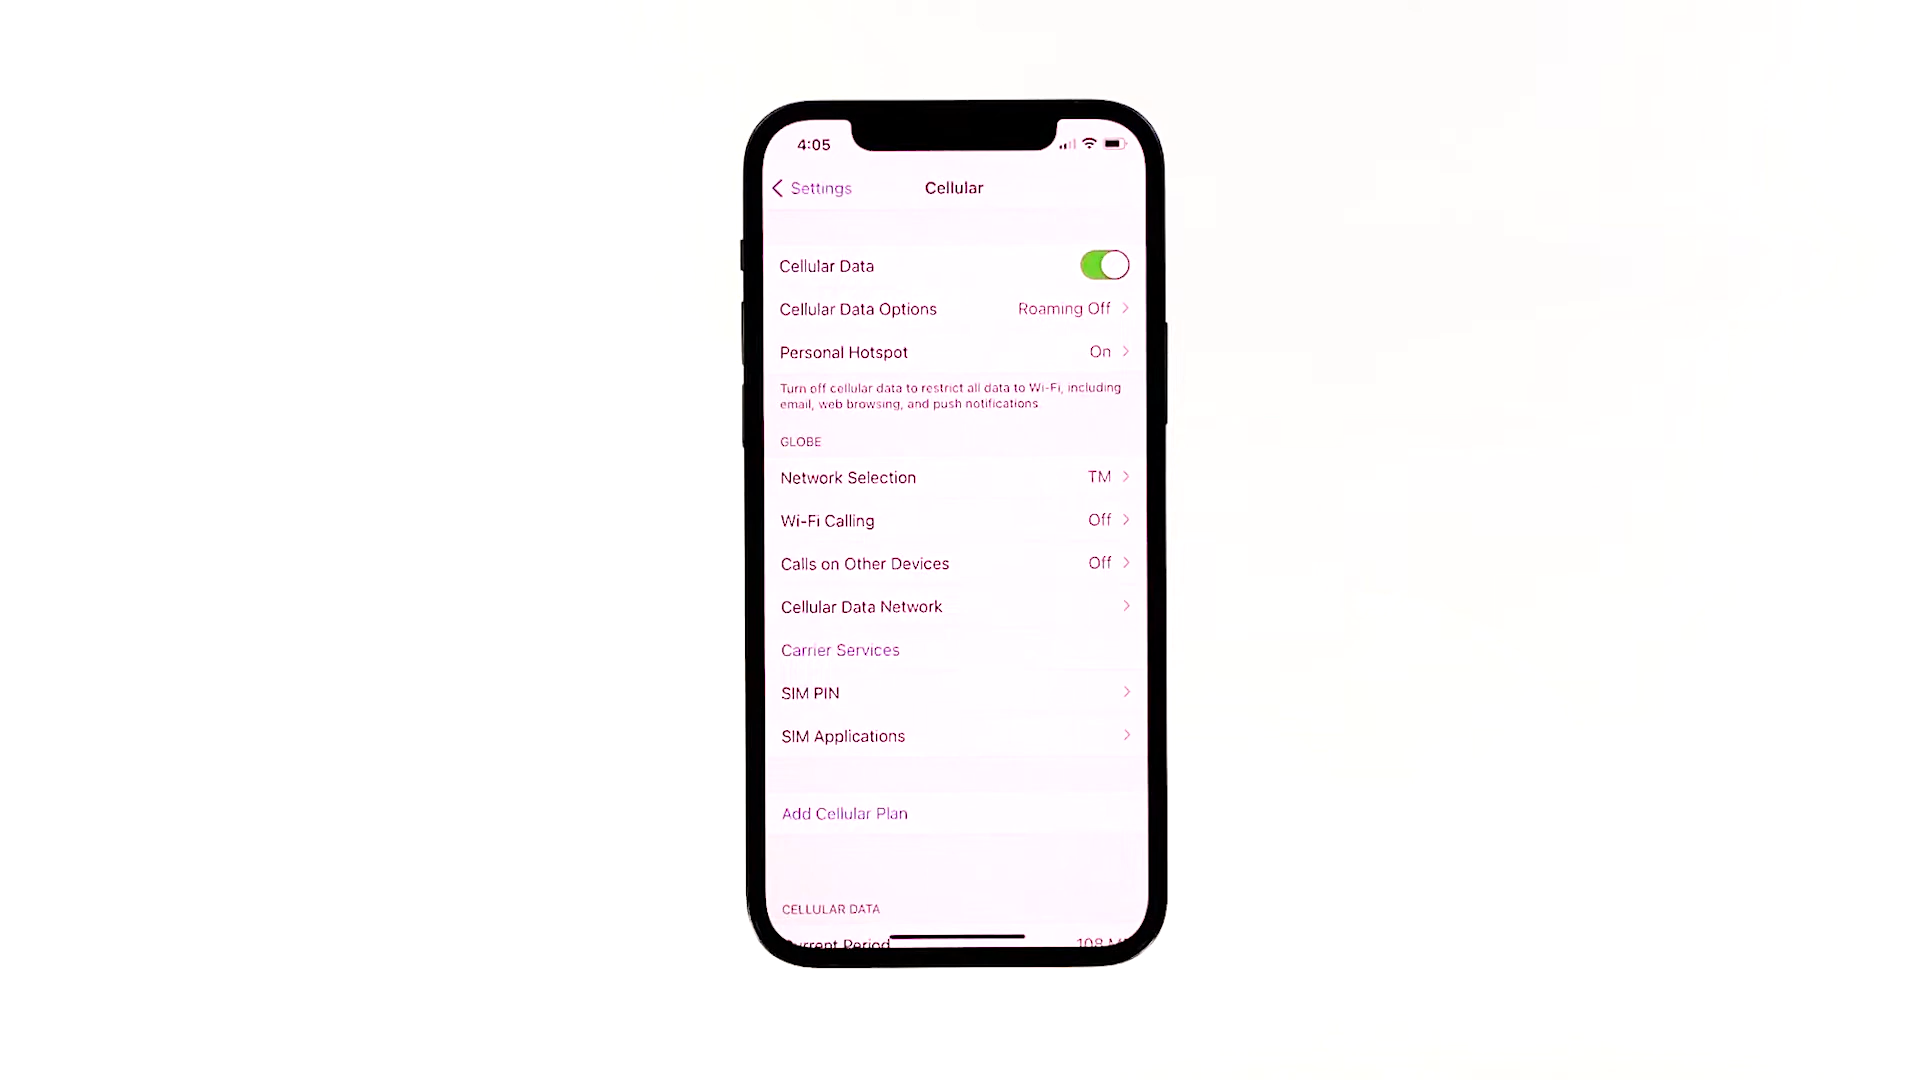 4:05
Settings
Cellular
Cellular Data
Cellular Data Options Roaming Off
Personal Hotspot On
Turn off cellular data to restrict all data to Wi-Fi, including
email, web browsing, and push notifications.
GLOBE
Network Selection TM
Wi-Fi Calling Off
Calls on Other Devices Off
Cellular Data Network
Carrier Services
SIM PIN
SIM Applications
Add Cellular Plan
CELLULAR DATA
Current Period 108